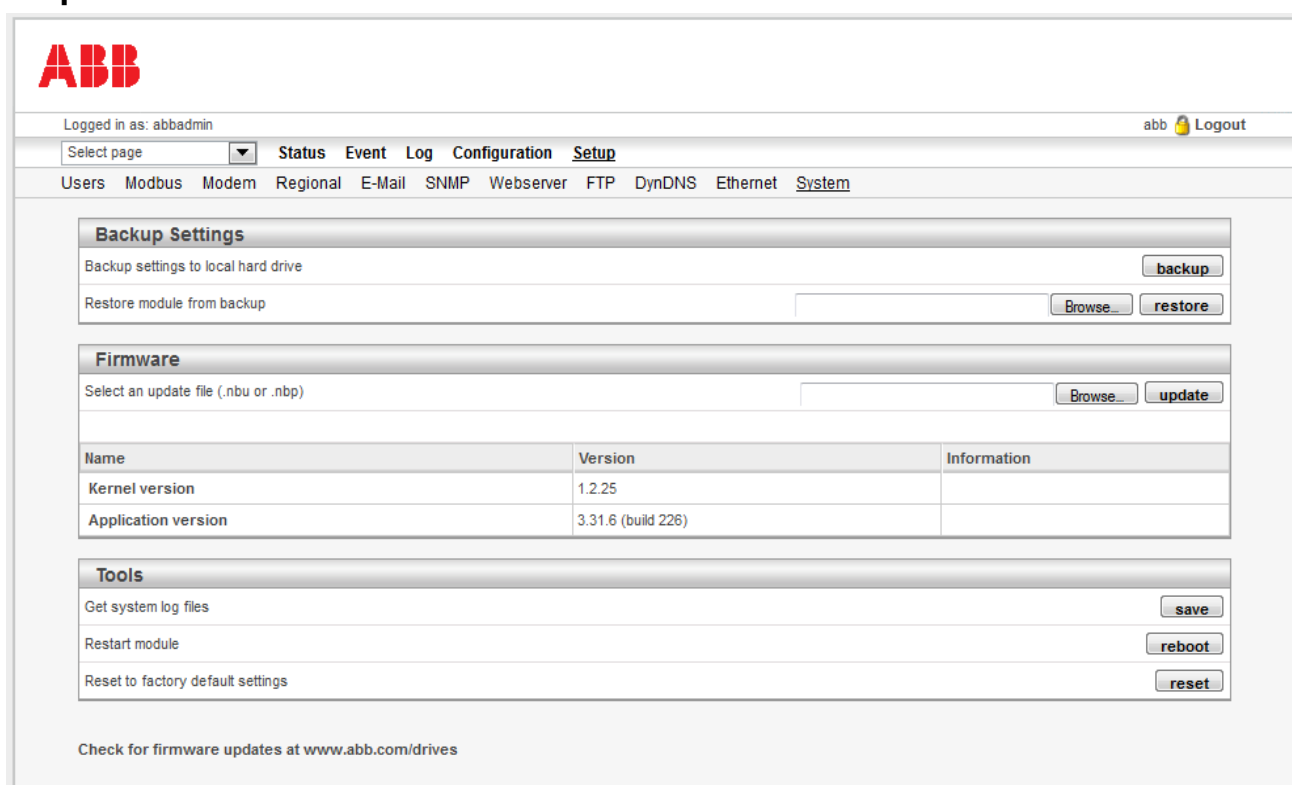 ABB
Logged in as: abbadmin abb Logout
Select page Status Event Log Configuration Setup
Users Modbus Modem Regional E-Mail SNMP Webserver FTP DynDNS Ethernet System
Backup Settings
Backup settings to local hard drive backup
Restore module from backup Browse... restore
Firmware
Select an update file (.nbu or .nbp) Browse... update
Name Version Information
Kernel version 1.2.25
Application version 3.31.6 (build 226)
Tools
Get system log files save
Restart module reboot
Reset to factory default settings reset
Check for firmware updates at www.abb.com/drives